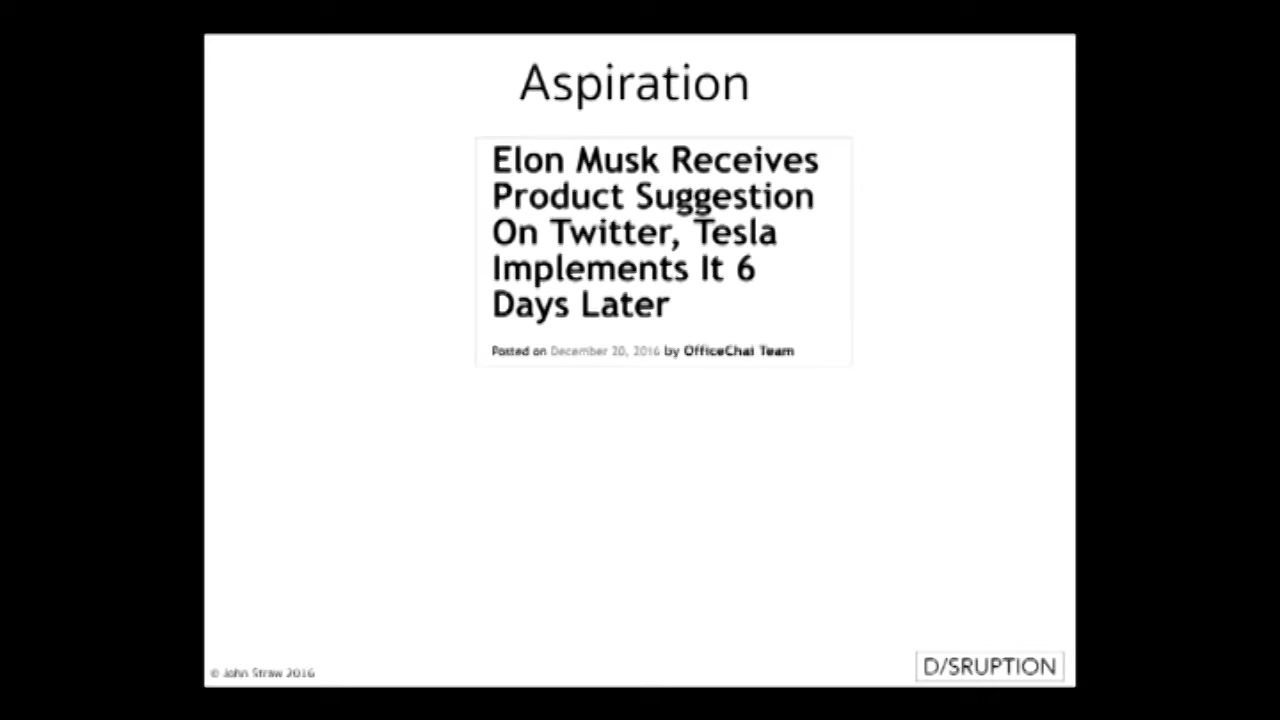 Aspiration
Elon Musk Receives
Product Suggestion
On Twitter, Tesla
Implements It 6
Days Later
Posted on December 20, 2016 by OfficeChai Team
© John Straw 2016
D/SRUPTION